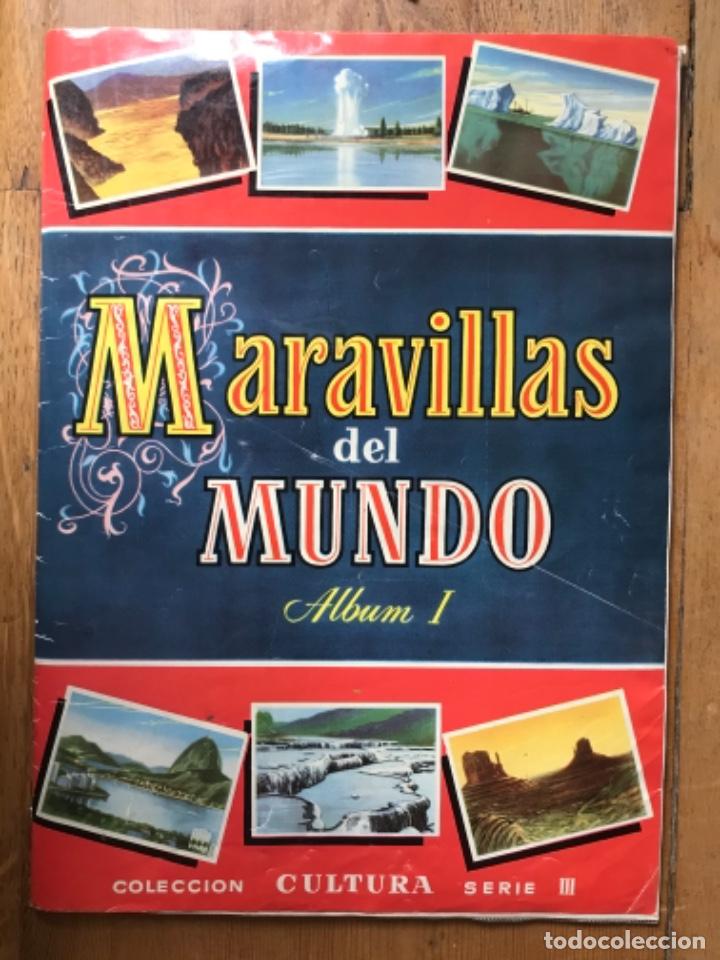 Maravillas
del
MUNDO
Album I
COLECCION CULTURA SERIE III
todocoleccion